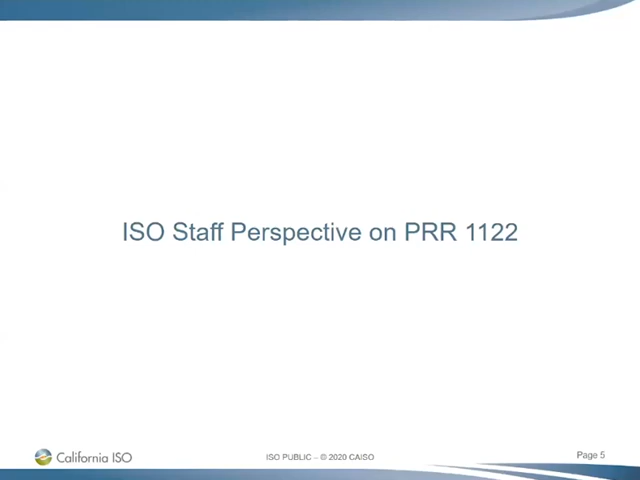 ISO Staff Perspective on PRR 1122
California ISO
ISO PUBLIC – © 2020 CAISO
Page 5